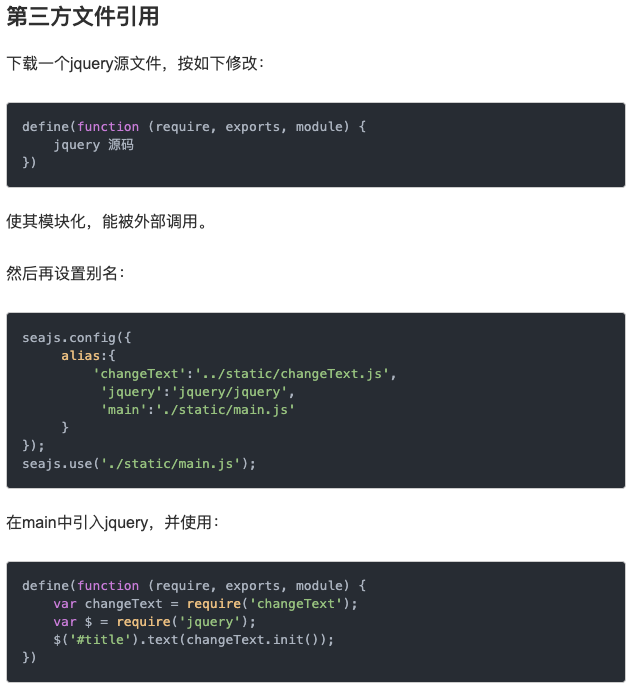 第三方文件引用
下载一个jquery源文件，按如下修改：
define(function (require, exports, module) {
    jquery 源码
})
使其模块化，能被外部调用。
然后再设置别名：
seajs.config({
     alias:{
         'changeText':'../static/changeText.js',
          'jquery':'jquery/jquery',
          'main':'./static/main.js'
     }
});
seajs.use('./static/main.js');
在main中引入jquery，并使用：
define(function (require, exports, module) {
    var changeText = require('changeText');
    var $ = require('jquery');
    $('#title').text(changeText.init());
})